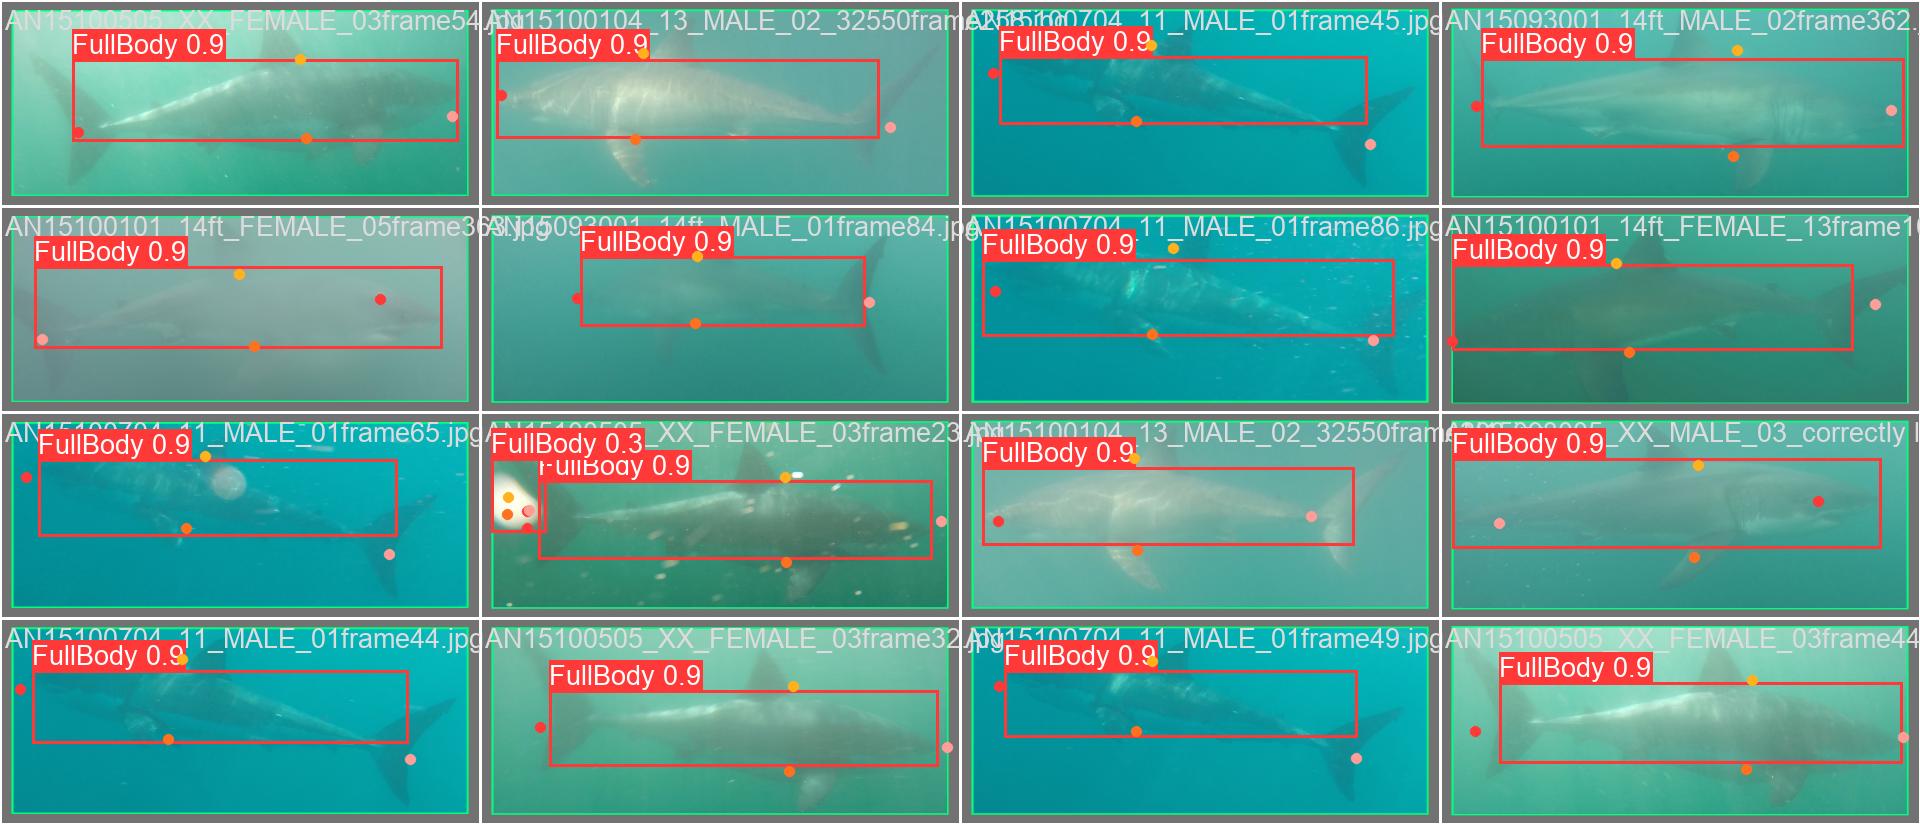 AN15100505_XX_FEMALE_03frame54.jpg
FullBody 0.9
AN15100104_13_MALE_02_32550frame258.jpg
FullBody 0.9
AN15100704_11_MALE_01frame45.jpg
FullBody 0.9
AN15093001_14ft_MALE_02frame362.
FullBody 0.9
AN15100101_14ft_FEMALE_05frame363.jpg
FullBody 0.9
AN15093001_14ft_MALE_01frame84.jpg
FullBody 0.9
AN15100704_11_MALE_01frame86.jpg
FullBody 0.9
AN15100101_14ft_FEMALE_13frame1
FullBody 0.9
AN15100704_11_MALE_01frame65.jpg
FullBody 0.9
AN15100505_XX_FEMALE_03frame23.jpg
FullBody 0.3
FullBody 0.9
AN15100104_13_MALE_02_32550frame
FullBody 0.9
XX_MALE_03_correctly
FullBody 0.9
AN15100704_11_MALE_01frame44.jpg
FullBody 0.9
AN15100505_XX_FEMALE_03frame32.jpg
FullBody 0.9
AN15100704_11_MALE_01frame49.jpg
FullBody 0.9
AN15100505_XX_FEMALE_03frame44
FullBody 0.9